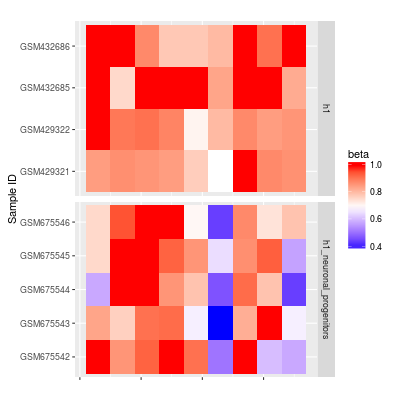 GSM432686
GSM432685
GSM429322
GSM429321
h1
GSM675546
GSM675545
GSM675544
GSM675543
GSM675542
h1_neuronal_progenitors
Sample ID
beta
1.0
0.8
0.6
0.4